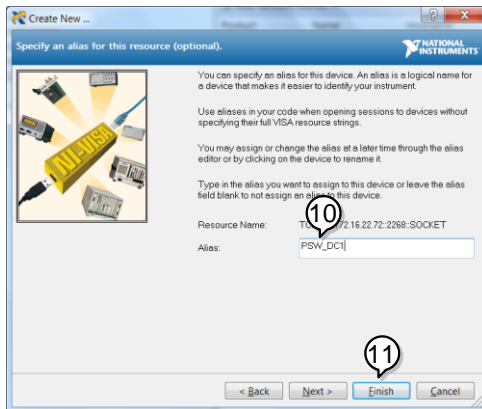 Create New ...
Specify an alias for this resource (optional).
NATIONAL
INSTRUMENTS
You can specify an alias for this device. An alias is a logical name for
a device that makes it easier to identify your instrument.
Use aliases in your code when opening sessions to devices without
specifying their full VISA resource strings.
You may assign or change the alias at a later time through the alias
editor or by clicking on the device to rename it.
Type in the alias you want to assign to this device or leave the alias
field blank to not assign an alias to this device.
NI-VISA
10
Resource Name: 72.16.22.72::2268::SOCKET
Alias: PSW_DC1
11
< Back Next > Finish Cancel